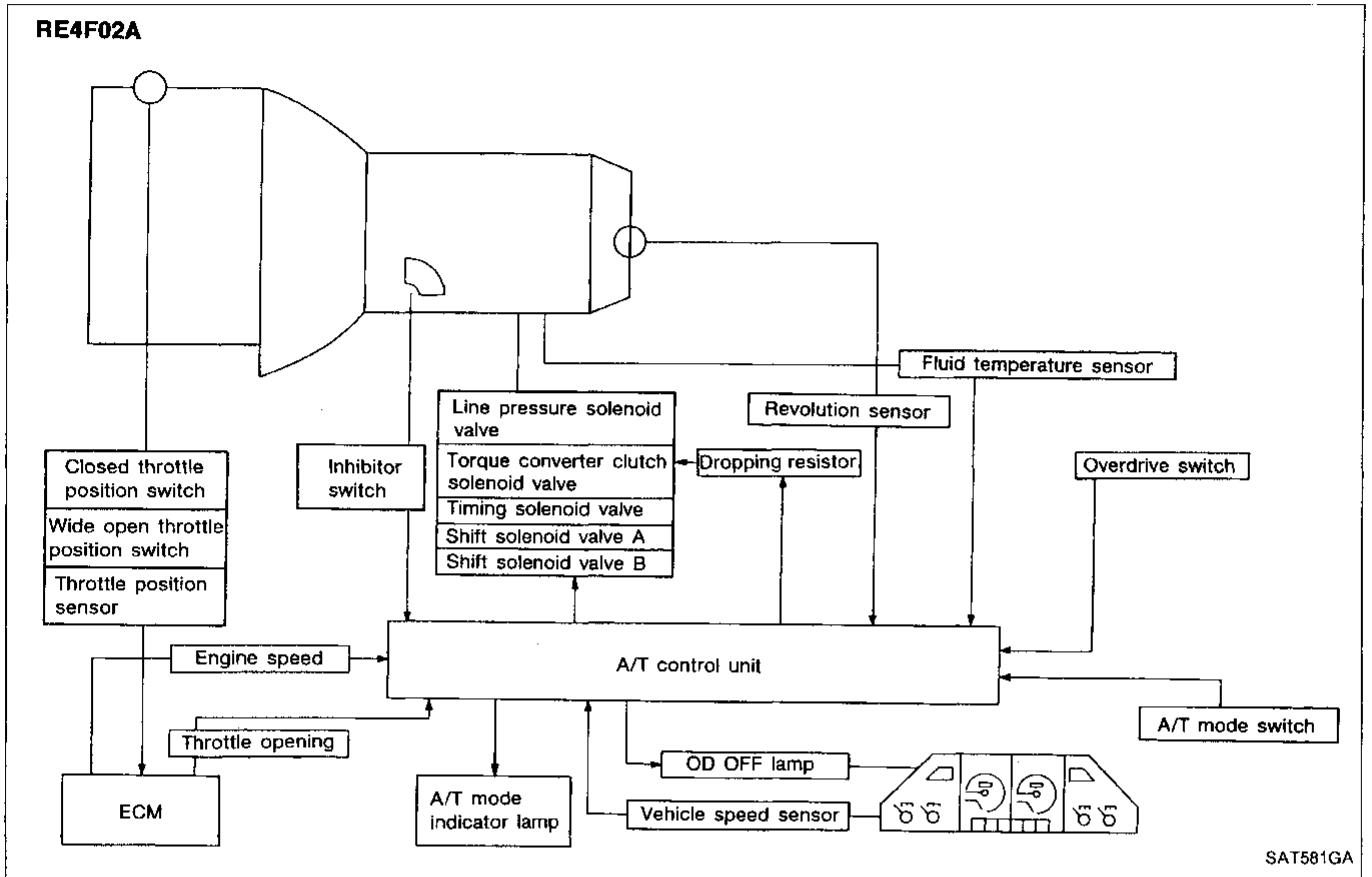 RE4F02A
Fluid temperature sensor
Line pressure solenoid
valve
Revolution sensor
Closed throttle
position switch
Inhibitor
switch
Torque converter clutch
solenoid valve
Dropping resistor
Overdrive switch
Wide open throttle
position switch
Timing solenoid valve
Shift solenoid valve A
Shift solenoid valve B
Throttle position
sensor
Engine speed
A/T control unit
Throttle opening
A/T mode switch
ECM
A/T mode
indicator lamp
OD OFF lamp
Vehicle speed sensor
SAT581GA